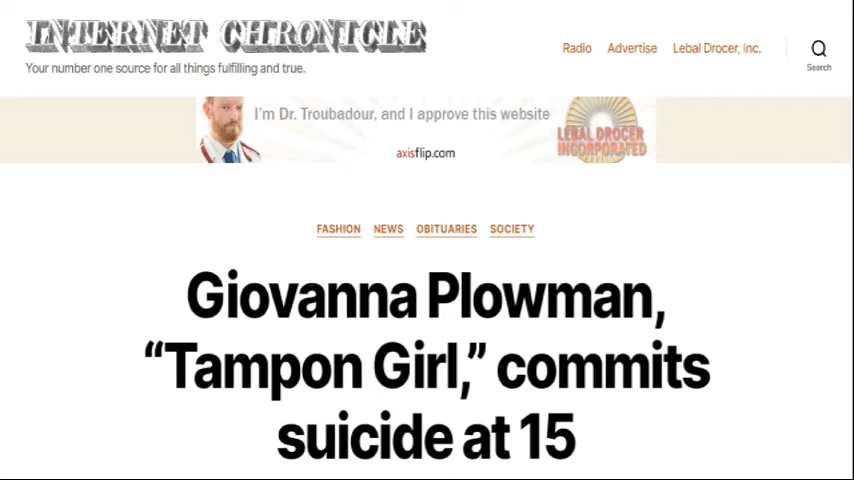 INTERNET CHRONICLE
Your number one source for all things fulfilling and true.
Radio Advertise Lebal Drocer, Inc.
Search
I'm Dr. Troubadour, and I approve this website
axisflip.com
LEBAL DROCER
INCORPORATED
FASHION NEWS OBITUARIES SOCIETY
Giovanna Plowman,
“Tampon Girl,” commits
suicide at 15